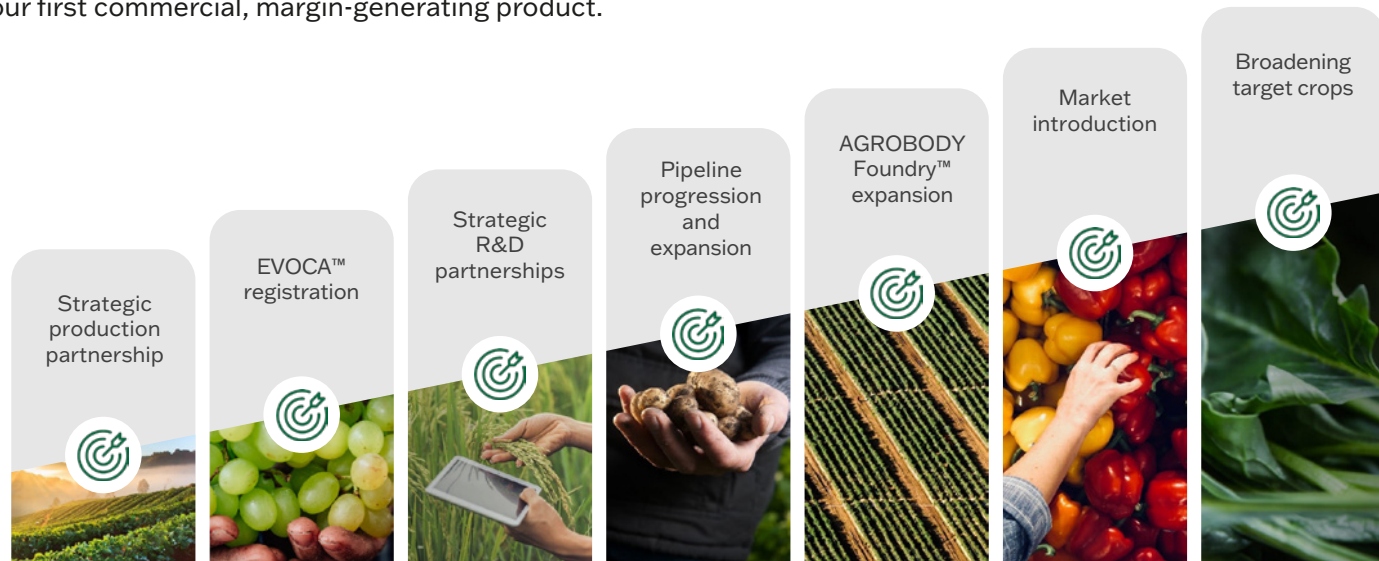 our first commercial, margin-generating product.
Strategic
production
partnership
EVOCA™
registration
Strategic
R&D
partnerships
Pipeline
progression
and
expansion
AGROBODY
Foundry™
expansion
Market
introduction
Broadening
target crops